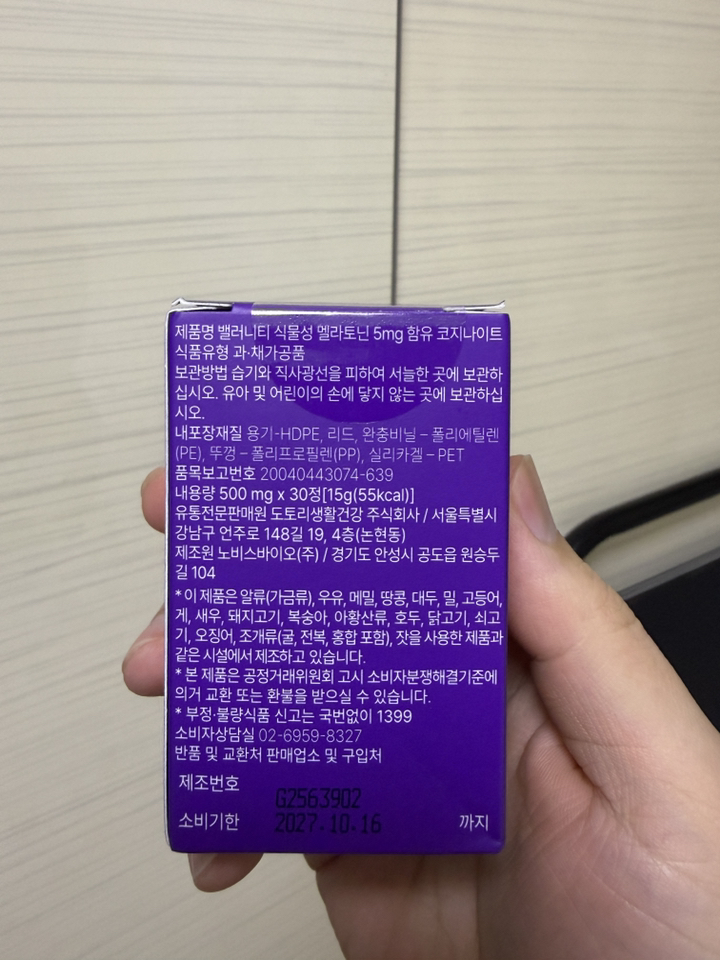 제품명 밸러니티 식물성 멜라토닌 5mg 함유 코지나이트
식품유형 과·채가공품
보관방법 습기와 직사광선을 피하여 서늘한 곳에 보관하
십시오. 유아 및 어린이의 손에 닿지 않는 곳에 보관하십
시오.
내포장재질 용기-HDPE, 리드, 완충비닐 – 폴리에틸렌
(PE), 뚜껑 – 폴리프로필렌(PP), 실리카겔 – PET
품목보고번호 20040443074-639
내용량 500 mg x 30정[15g(55kcal)]
유통전문판매원 도토리생활건강 주식회사 / 서울특별시
강남구 언주로 148길 19, 4층(논현동)
제조원 노비스바이오(주) / 경기도 안성시 공도읍 원승두
길 104
* 이 제품은 알류(가금류), 우유, 메밀, 땅콩, 대두, 밀, 고등어,
게, 새우, 돼지고기, 복숭아, 아황산류, 호두, 닭고기, 쇠고
기, 오징어, 조개류(굴, 전복, 홍합 포함), 잣을 사용한 제품과
같은 시설에서 제조하고 있습니다.
* 본 제품은 공정거래위원회 고시 소비자분쟁해결기준에
의거 교환 또는 환불을 받으실 수 있습니다.
* 부정·불량식품 신고는 국번없이 1399
소비자상담실 02-6959-8327
반품 및 교환처 판매업소 및 구입처
제조번호 G2563902
소비기한 2027.10.16 까지